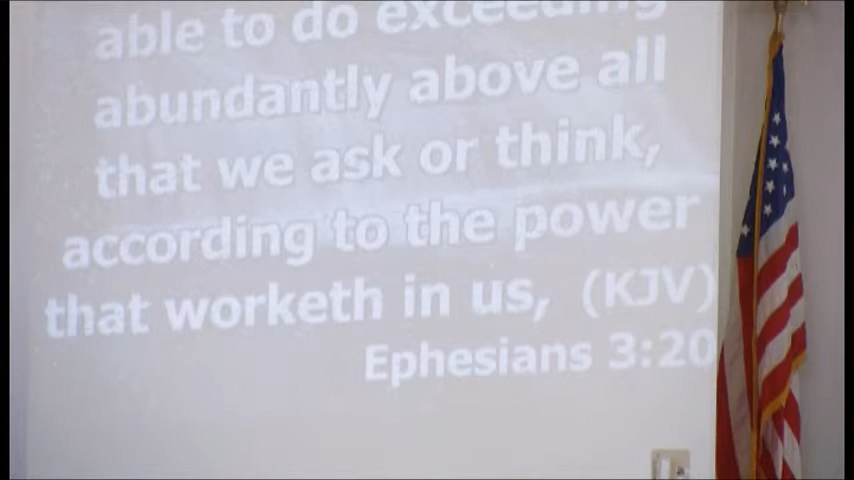 able to do exceeding
abundantly above all
that we ask or think,
according to the power
that worketh in us, (KJV)
Ephesians 3:20